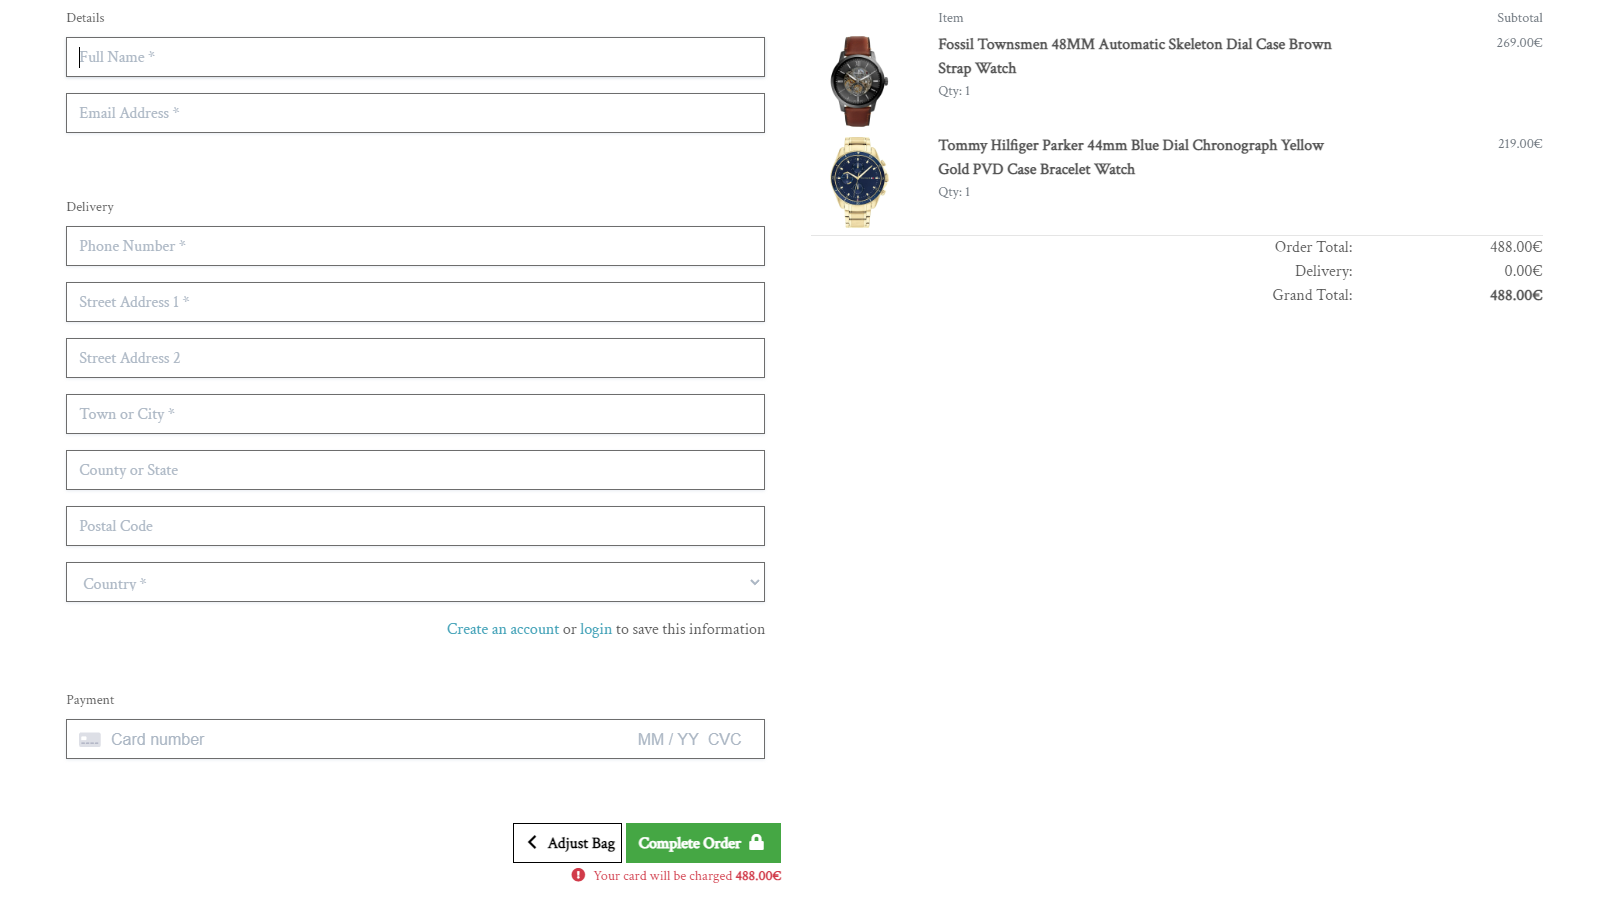 Details
Full Name *
Email Address *
Delivery
Phone Number *
Street Address 1 *
Street Address 2
Town or City *
County or State
Postal Code
Country *
Create an account or login to save this information
Payment
Card number MM / YY CVC
Adjust Bag Complete Order
Your card will be charged 488.00€
Item Subtotal
Fossil Townsmen 48MM Automatic Skeleton Dial Case Brown 269.00€
Strap Watch
Qty: 1
Tommy Hilfiger Parker 44mm Blue Dial Chronograph Yellow 219.00€
Gold PVD Case Bracelet Watch
Qty: 1
Order Total: 488.00€
Delivery: 0.00€
Grand Total: 488.00€